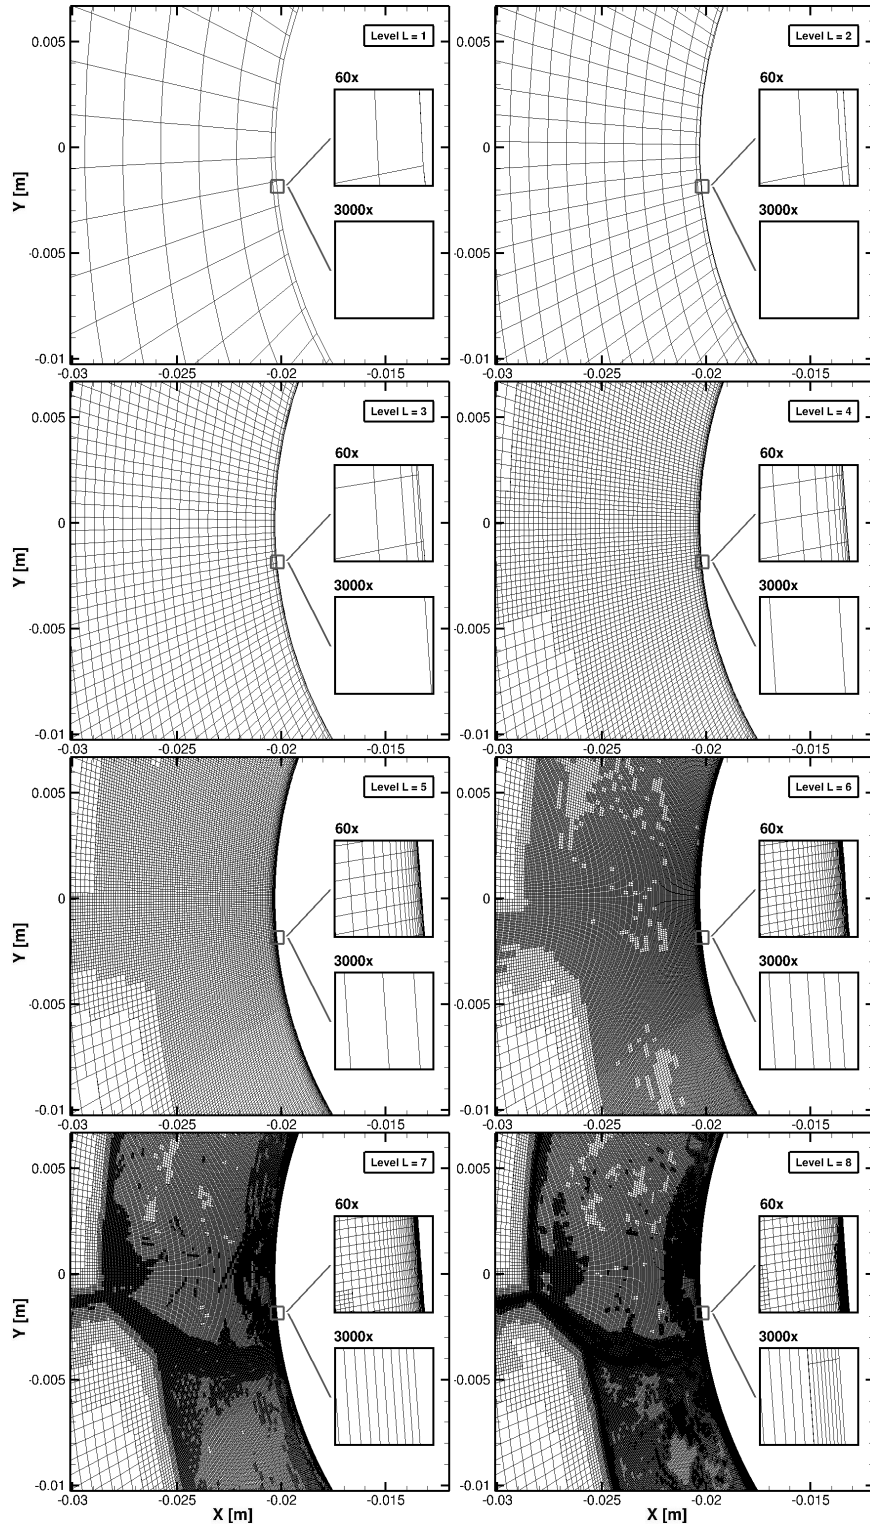 0.005
Level L = 1
60x
Y [m]
0
3000x
-0.005
-0.01
-0.03
-0.025
-0.02
-0.015
0.005
Level L = 2
60x
0
3000x
-0.005
-0.01
-0.03
-0.025
-0.02
-0.015
0.005
Level L = 3
60x
Y [m]
0
3000x
-0.005
-0.01
-0.03
-0.025
-0.02
-0.015
0.005
Level L = 4
60x
0
3000x
-0.005
-0.01
-0.03
-0.025
-0.02
-0.015
0.005
Level L = 5
60x
Y [m]
0
3000x
-0.005
-0.01
-0.03
-0.025
-0.02
-0.015
0.005
Level L = 6
60x
0
3000x
-0.005
-0.01
-0.03
-0.025
-0.02
-0.015
0.005
Level L = 7
60x
Y [m]
0
3000x
-0.005
-0.01
-0.03
-0.025
-0.02
-0.015
X [m]
0.005
Level L = 8
60x
0
3000x
-0.005
-0.01
-0.03
-0.025
-0.02
-0.015
X [m]